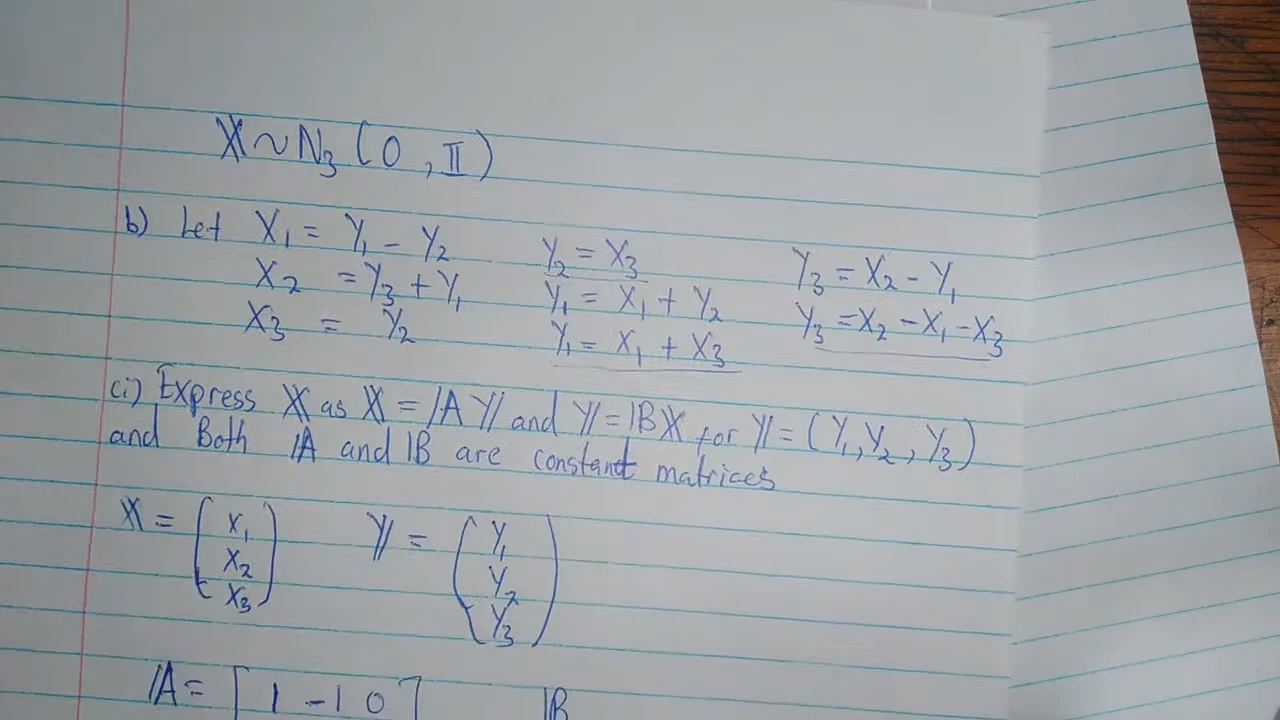 X ~ N₃ (0, II)
b) Let X₁ = Y₁ - Y₂ Y₂ = X₃ Y₃ = X₂ - Y₁
X₂ = Y₃ + Y₁ Y₁ = X₁ + Y₂ Y₃ = X₂ - X₁ - X₃
X₃ = Y₂ Y₁ = X₁ + X₃
(i) Express X as X = A Y and Y = B X for Y = (Y₁, Y₂, Y₃)
and Both A and B are constant matrices
X = ( X₁ Y = ( Y₁
X₂ Y₂
X₃ ) Y₃ )
A = [ 1 -1 0 ] B